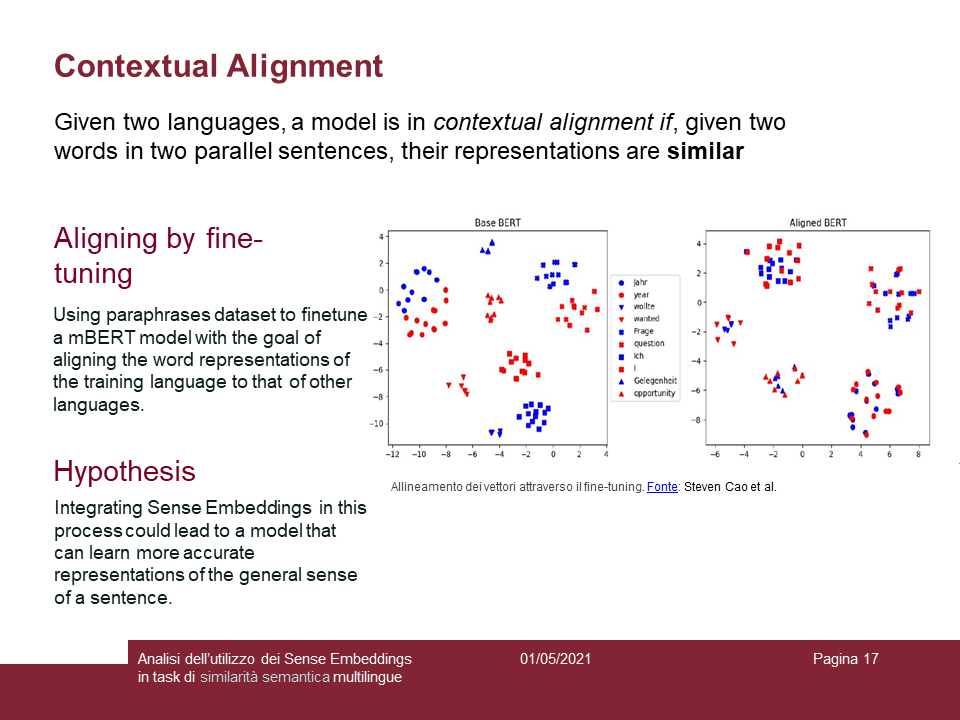 Contextual Alignment
Given two languages, a model is in contextual alignment if, given two
words in two parallel sentences, their representations are similar
Aligning by fine-
tuning
Using paraphrases dataset to finetune
a mBERT model with the goal of
aligning the word representations of
the training language to that of other
languages.
Hypothesis
Integrating Sense Embeddings in this
process could lead to a model that
can learn more accurate
representations of the general sense
of a sentence.
Base BERT
4
2
0
−2
−4
−6
−8
−10
−12 −10 −8 −6 −4 −2 0 2 4
Jahr
year
wollte
wanted
Frage
question
Ich
I
Gelegenheit
opportunity
Aligned BERT
4
2
0
−2
−4
−6
−8
−6 −4 −2 0 2 4 6 8
Allineamento dei vettori attraverso il fine-tuning. Fonte: Steven Cao et al.
Analisi dell'utilizzo dei Sense Embeddings
in task di similarità semantica multilingue
01/05/2021
Pagina 17